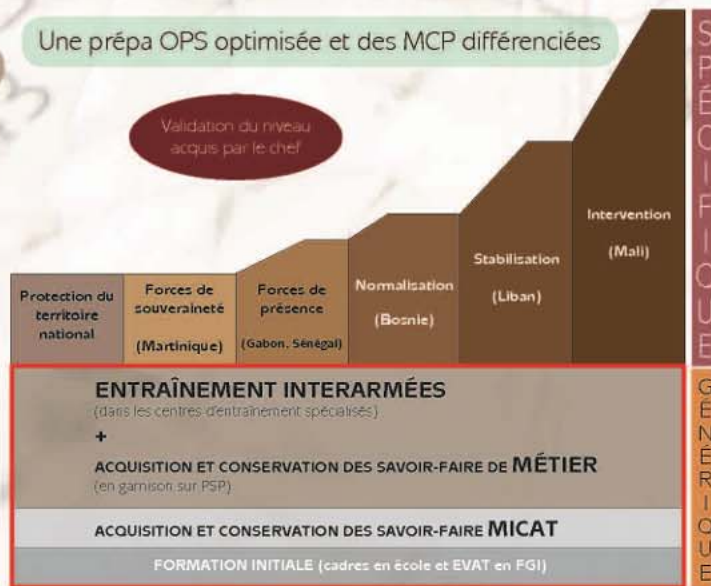 Une prépa OPS optimisée et des MCP différenciées
Validation du niveau
acquis par le chef
Protection du
territoire
national
Forces de
souveraineté
(Martinique)
Forces de
présence
(Gabon, Sénégal)
Normalisation
(Bosnie)
Stabilisation
(Liban)
Intervention
(Mali)
SPÉCIFIQUE
ENTRAÎNEMENT INTERARMÉES
(dans les centres d'entraînement spécialisés)
+
ACQUISITION ET CONSERVATION DES SAVOIR-FAIRE DE MÉTIER
(en garnison sur PSP)
ACQUISITION ET CONSERVATION DES SAVOIR-FAIRE MICAT
FORMATION INITIALE (cadres en école et EVAT en FGI)
GÉNÉRIQUE